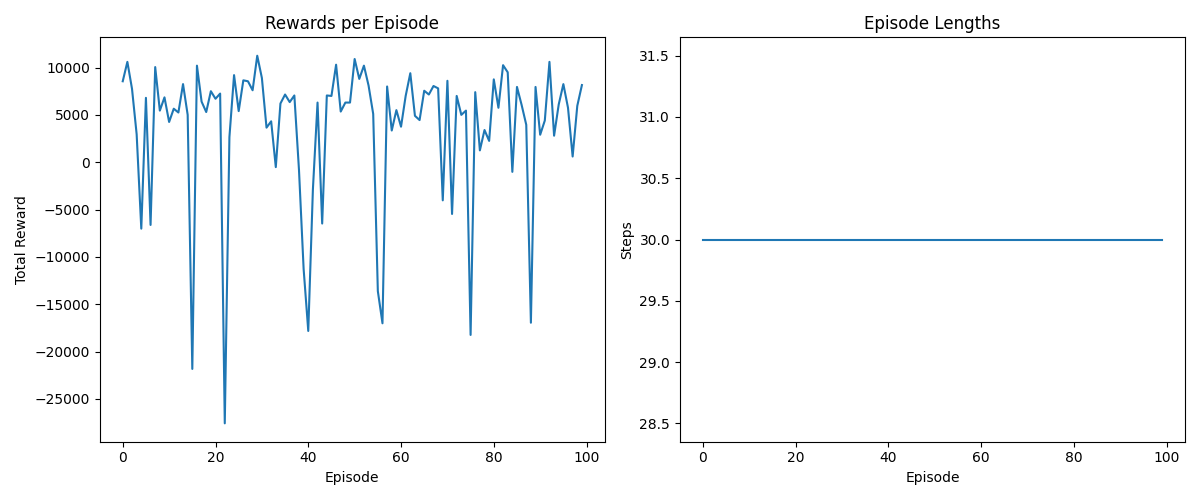 Rewards per Episode
10000
5000
0
−5000
−10000
−15000
−20000
−25000
Total Reward
0 20 40 60 80 100
Episode
Episode Lengths
31.5
31.0
30.5
30.0
29.5
29.0
28.5
Steps
0 20 40 60 80 100
Episode